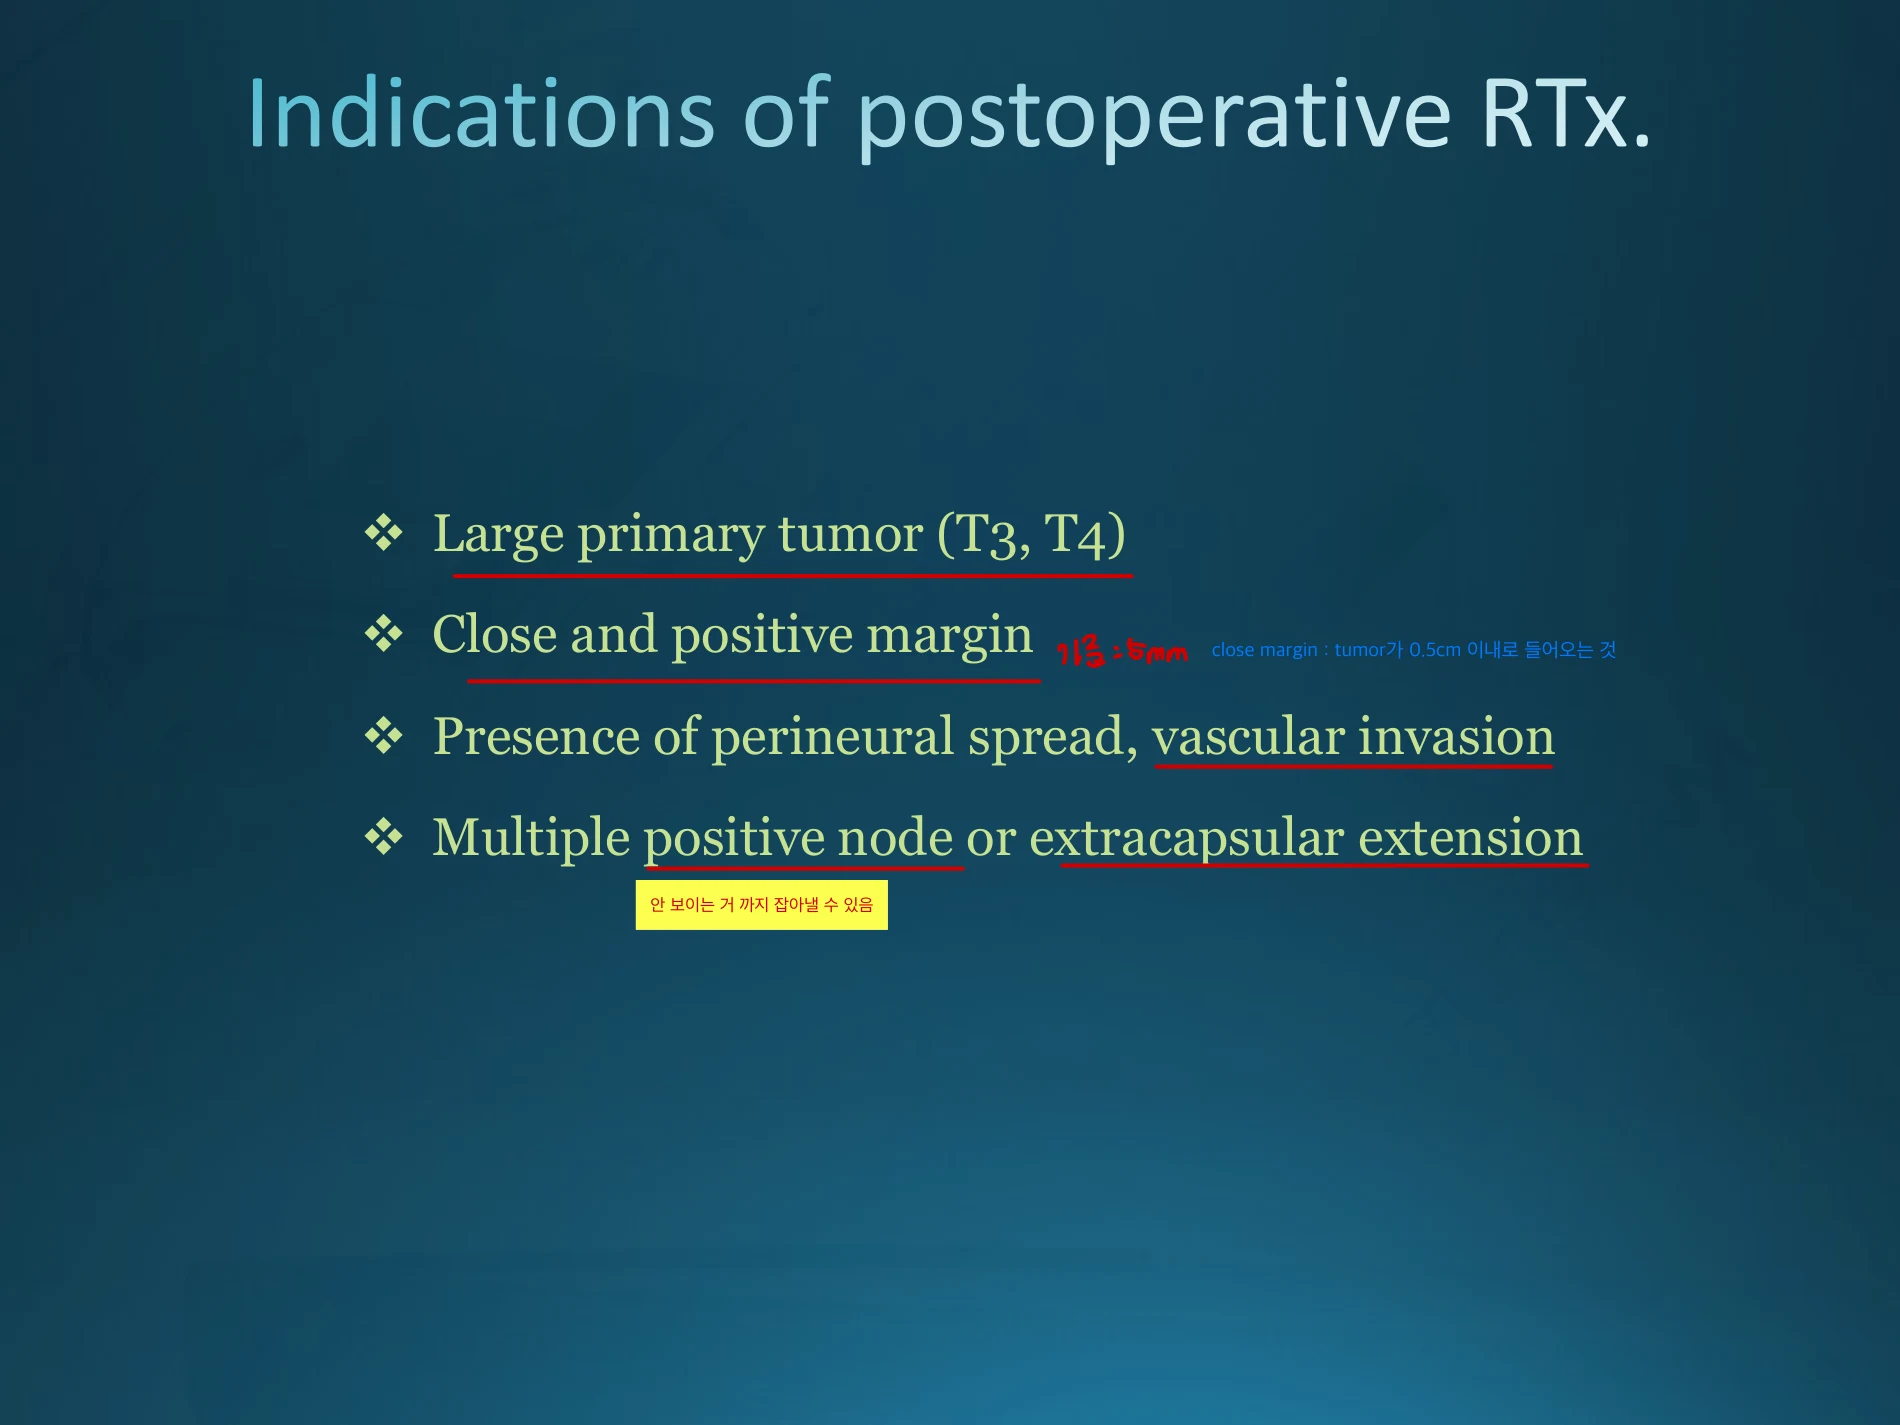 Indications of postoperative RTx.
❖ Large primary tumor (T3, T4)
❖ Close and positive margin 기준 : 5mm close margin : tumor가 0.5cm 이내로 들어오는 것
❖ Presence of perineural spread, vascular invasion
❖ Multiple positive node or extracapsular extension
안 보이는 거 까지 잡아낼 수 있음